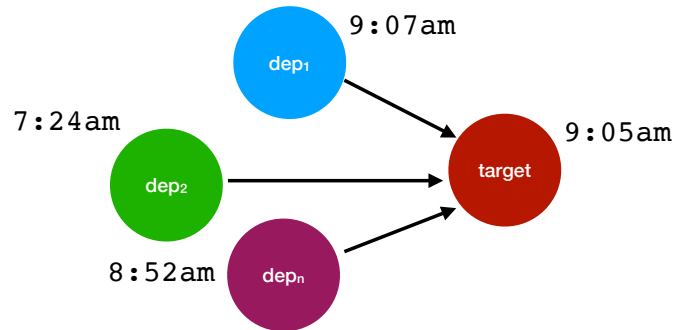 9:07am
dep₁
7:24am
9:05am
target
dep₂
8:52am
depₙ